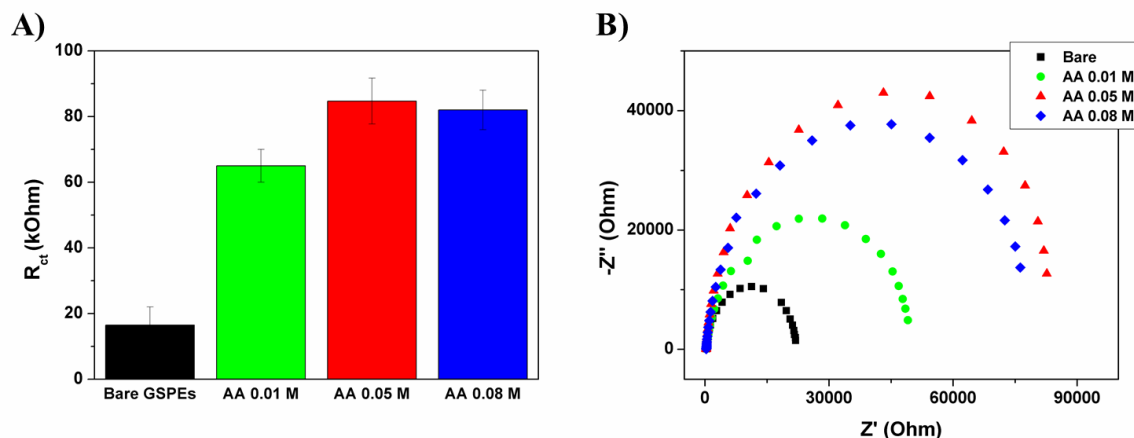 A)
100
80
60
40
20
0
R_ct (kOhm)
Bare GSPEs
AA 0.01 M
AA 0.05 M
AA 0.08 M
B)
Bare
AA 0.01 M
AA 0.05 M
AA 0.08 M
40000
20000
0
-Z'' (Ohm)
0
30000
60000
90000
Z' (Ohm)